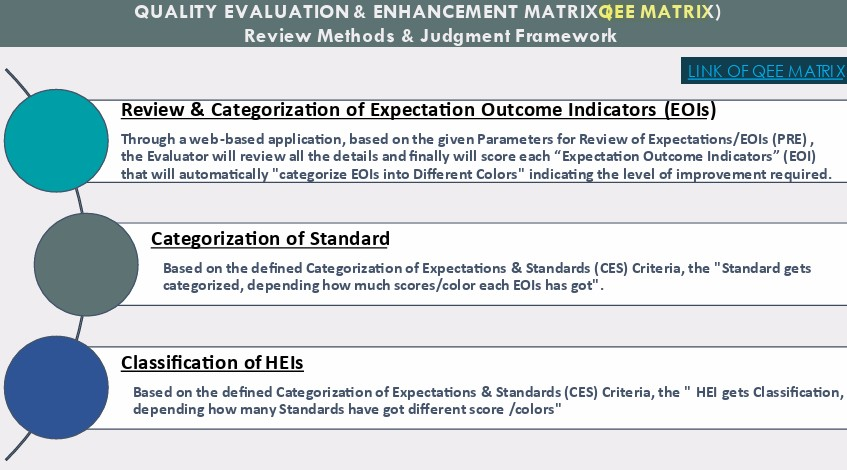 QUALITY EVALUATION & ENHANCEMENT MATRIX(QEE MATRIX)
Review Methods & Judgment Framework
LINK OF QEE MATRIX
Review & Categorization of Expectation Outcome Indicators (EOIs)
Through a web-based application, based on the given Parameters for Review of Expectations/EOIs (PRE) ,
the Evaluator will review all the details and finally will score each “Expectation Outcome Indicators” (EOI)
that will automatically "categorize EOIs into Different Colors" indicating the level of improvement required.
Categorization of Standard
Based on the defined Categorization of Expectations & Standards (CES) Criteria, the "Standard gets
categorized, depending how much scores/color each EOIs has got".
Classification of HEIs
Based on the defined Categorization of Expectations & Standards (CES) Criteria, the " HEI gets Classification,
depending how many Standards have got different score /colors"